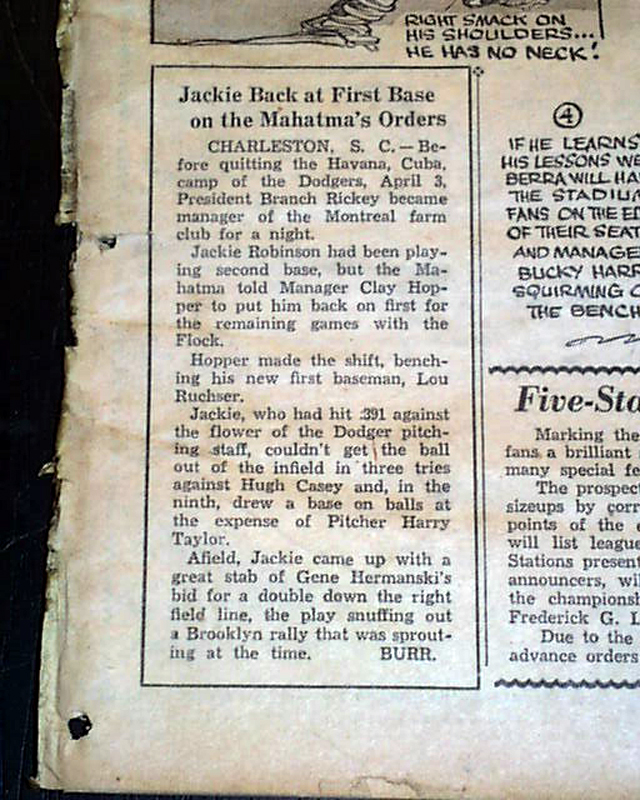 RIGHT SMACK ON
HIS SHOULDERS...
HE HAS NO NECK!
Jackie Back at First Base
on the Mahatma's Orders
CHARLESTON, S. C.—Be-
fore quitting the Havana, Cuba,
camp of the Dodgers, April 3,
President Branch Rickey became
manager of the Montreal farm
club for a night.
Jackie Robinson had been play-
ing second base, but the Ma-
hatma told Manager Clay Hop-
per to put him back on first for
the remaining games with the
Flock.
Hopper made the shift, bench-
ing his new first baseman, Lou
Ruchser.
Jackie, who had hit .391 against
the flower of the Dodger pitch-
ing staff, couldn't get the ball
out of the infield in three tries
against Hugh Casey and, in the
ninth, drew a base on balls at
the expense of Pitcher Harry
Taylor.
Afield, Jackie came up with a
great stab of Gene Hermanski's
bid for a double down the right
field line, the play snuffing out
a Brooklyn rally that was sprout-
ing at the time. BURR.
4
IF HE LEARNS
HIS LESSONS WE
BERRA WILL HA
THE STADIU
FANS ON THE E
OF THEIR SEAT
AND MANAGE
BUCKY HARR
SQUIRMING O
THE BENCH
Five-Sta
Marking the
fans a brilliant
many special fe
The prospect
sizeups by corr
points of the e
will list league
Stations present
announcers, wi
the championsh
Frederick G. L
Due to the
advance orders